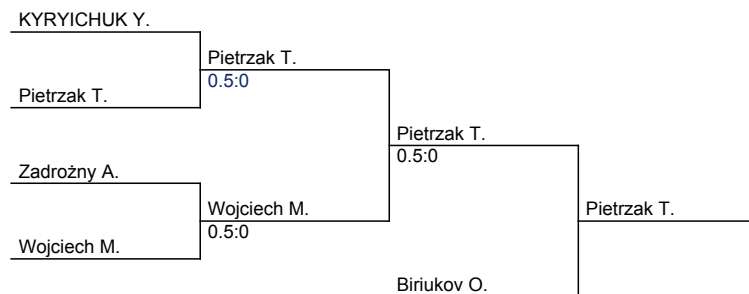 KYRYICHUK Y.
Pietrzak T.
0.5:0
Pietrzak T.
Pietrzak T.
0.5:0
Zadrożny A.
Wojciech M.
0.5:0
Pietrzak T.
Wojciech M.
Biriukov O.